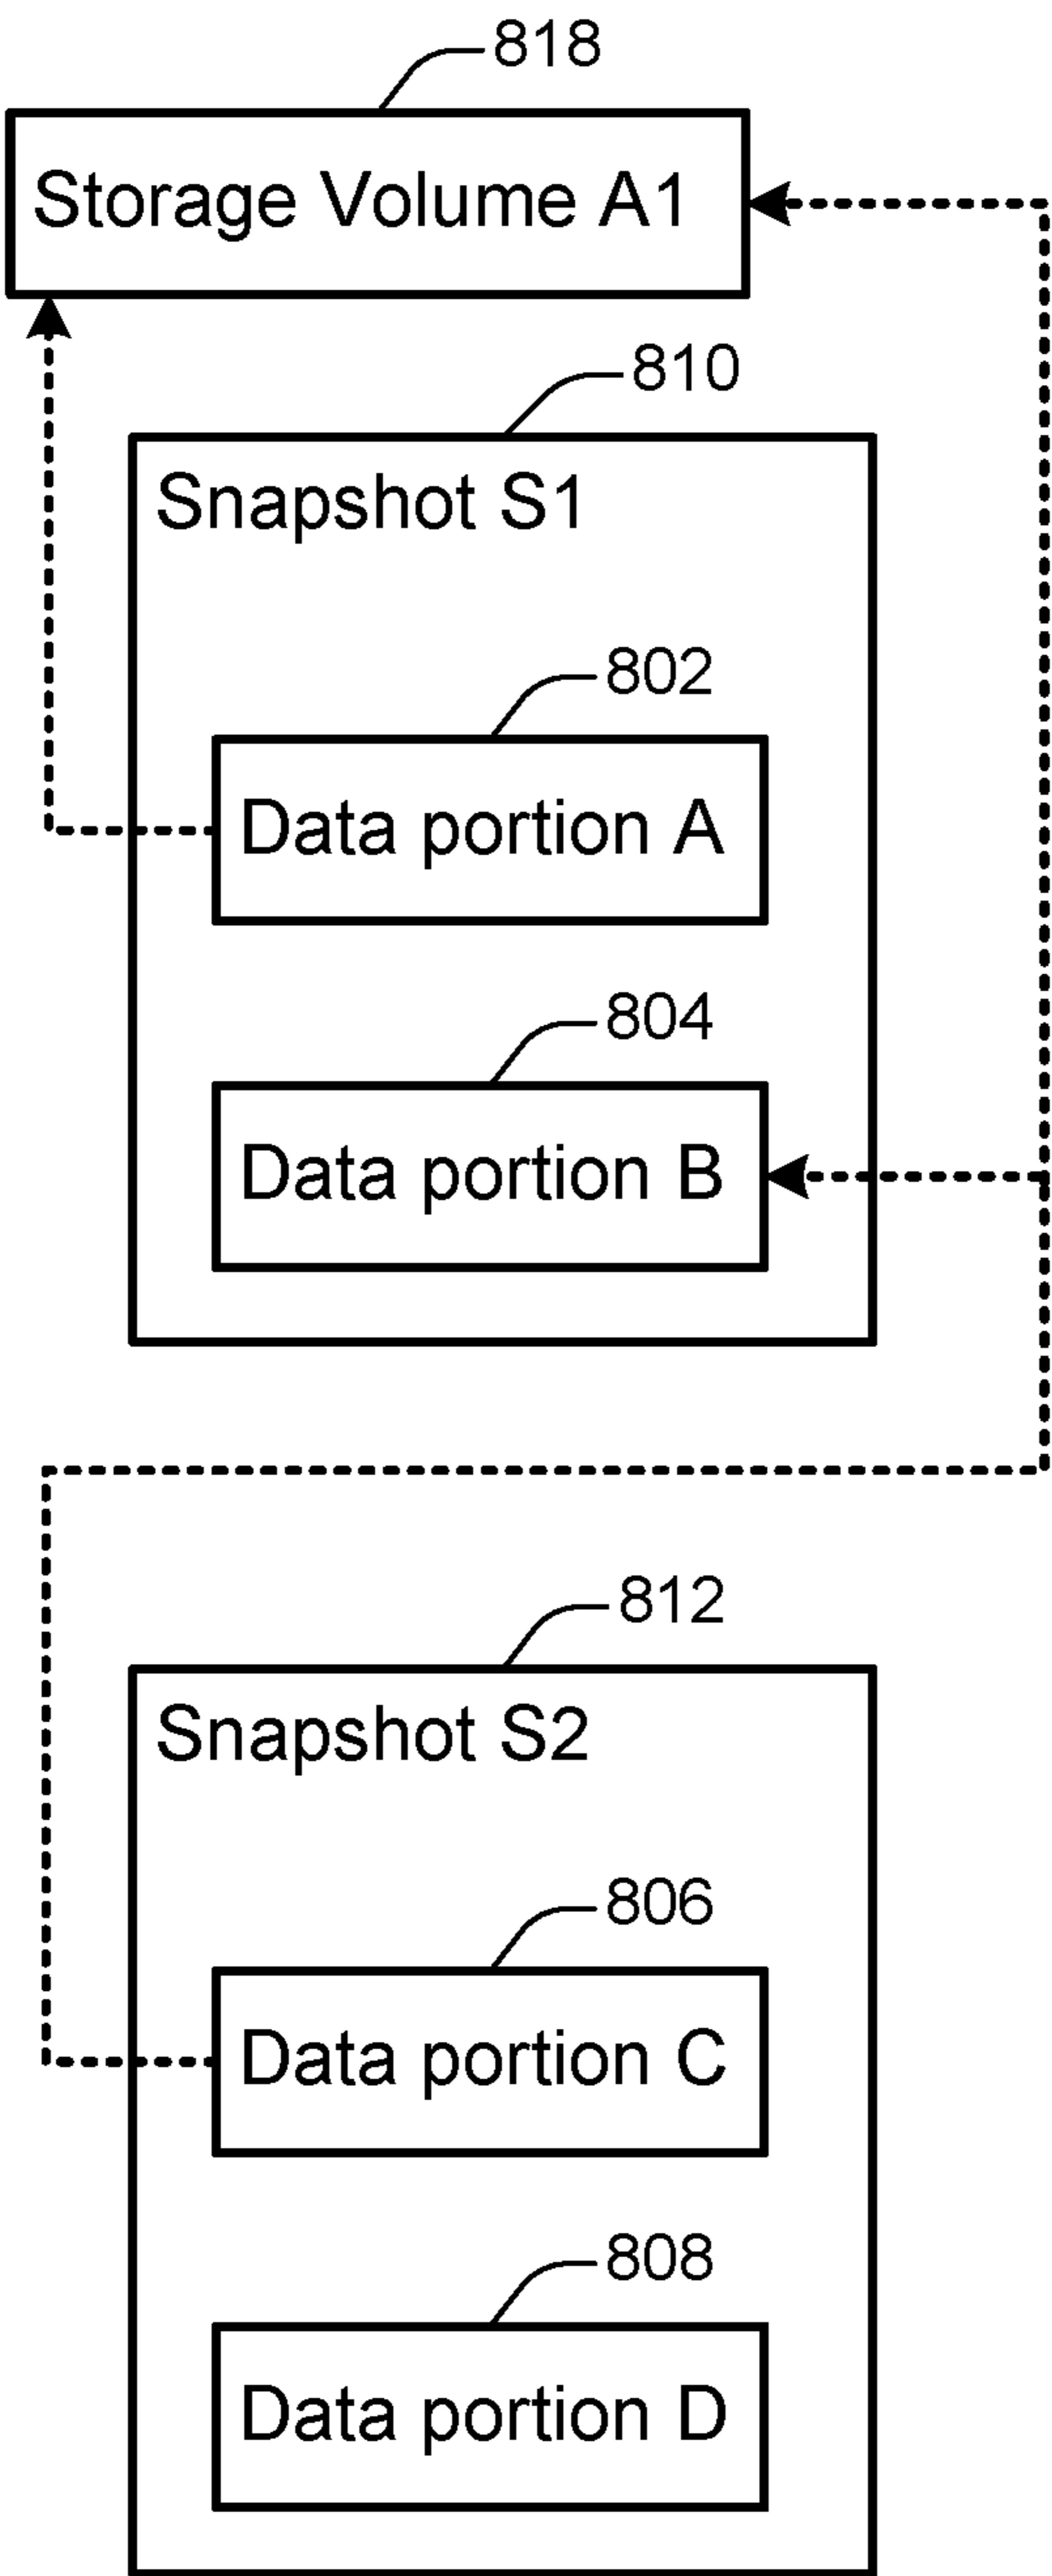 818
Storage Volume A1
810
Snapshot S1
802
Data portion A
804
Data portion B
812
Snapshot S2
806
Data portion C
808
Data portion D